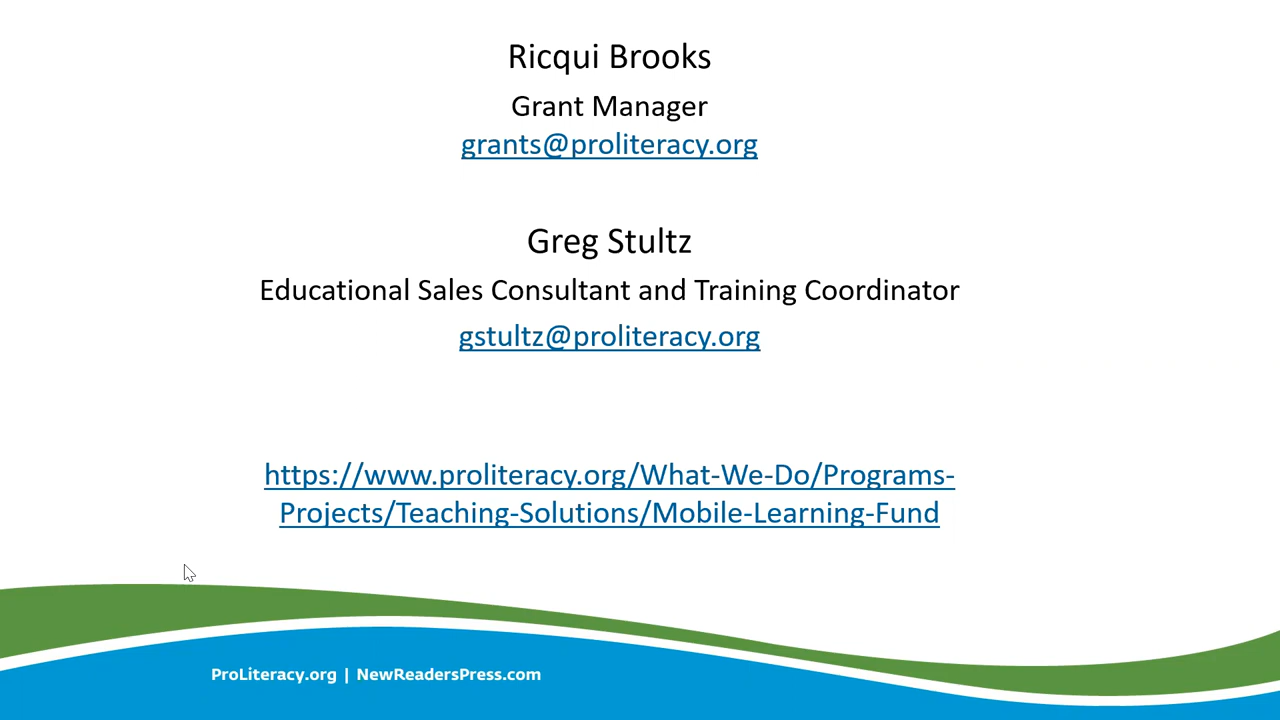 Ricqui Brooks
Grant Manager
grants@proliteracy.org
Greg Stultz
Educational Sales Consultant and Training Coordinator
gstultz@proliteracy.org
https://www.proliteracy.org/What-We-Do/Programs-
Projects/Teaching-Solutions/Mobile-Learning-Fund
ProLiteracy.org | NewReadersPress.com